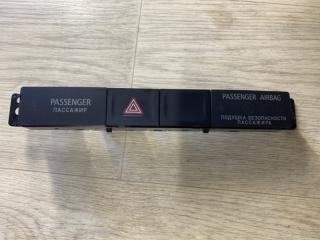 PASSENGER
ПАССАЖИР
PASSENGER AIRBAG
ПОДУШКА БЕЗОПАСНОСТИ
ПАССАЖИРА